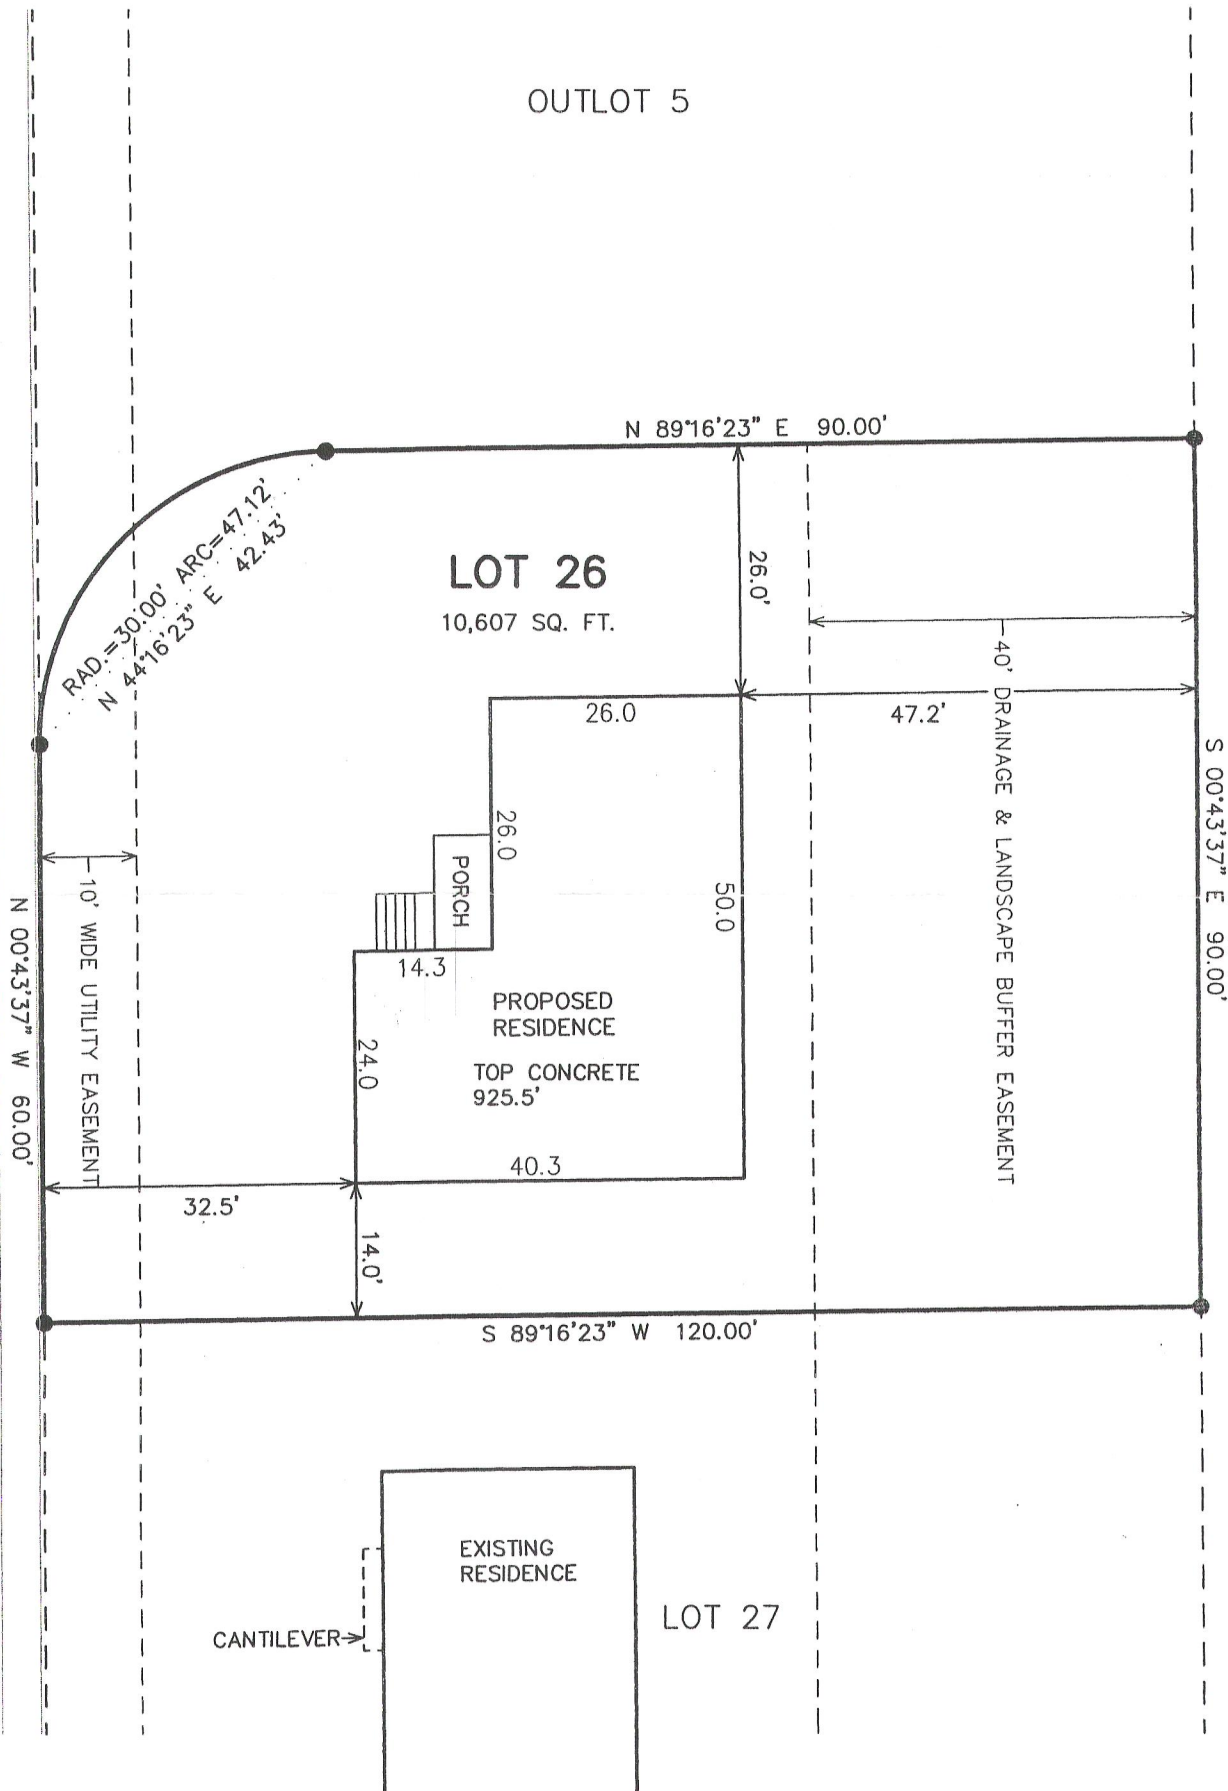 OUTLOT 5
N 89°16'23" E 90.00'
RAD.=30.00' ARC=47.12'
N 44°16'23" E 42.43'
LOT 26
10,607 SQ. FT.
26.0'
40' DRAINAGE & LANDSCAPE BUFFER EASEMENT
26.0
47.2'
S 00°43'37" E 90.00'
26.0
PORCH
50.0
10' WIDE UTILITY EASEMENT
N 00°43'37" W 60.00'
14.3
PROPOSED
RESIDENCE
24.0
TOP CONCRETE
925.5'
40.3
32.5'
14.0'
S 89°16'23" W 120.00'
EXISTING
RESIDENCE
LOT 27
CANTILEVER